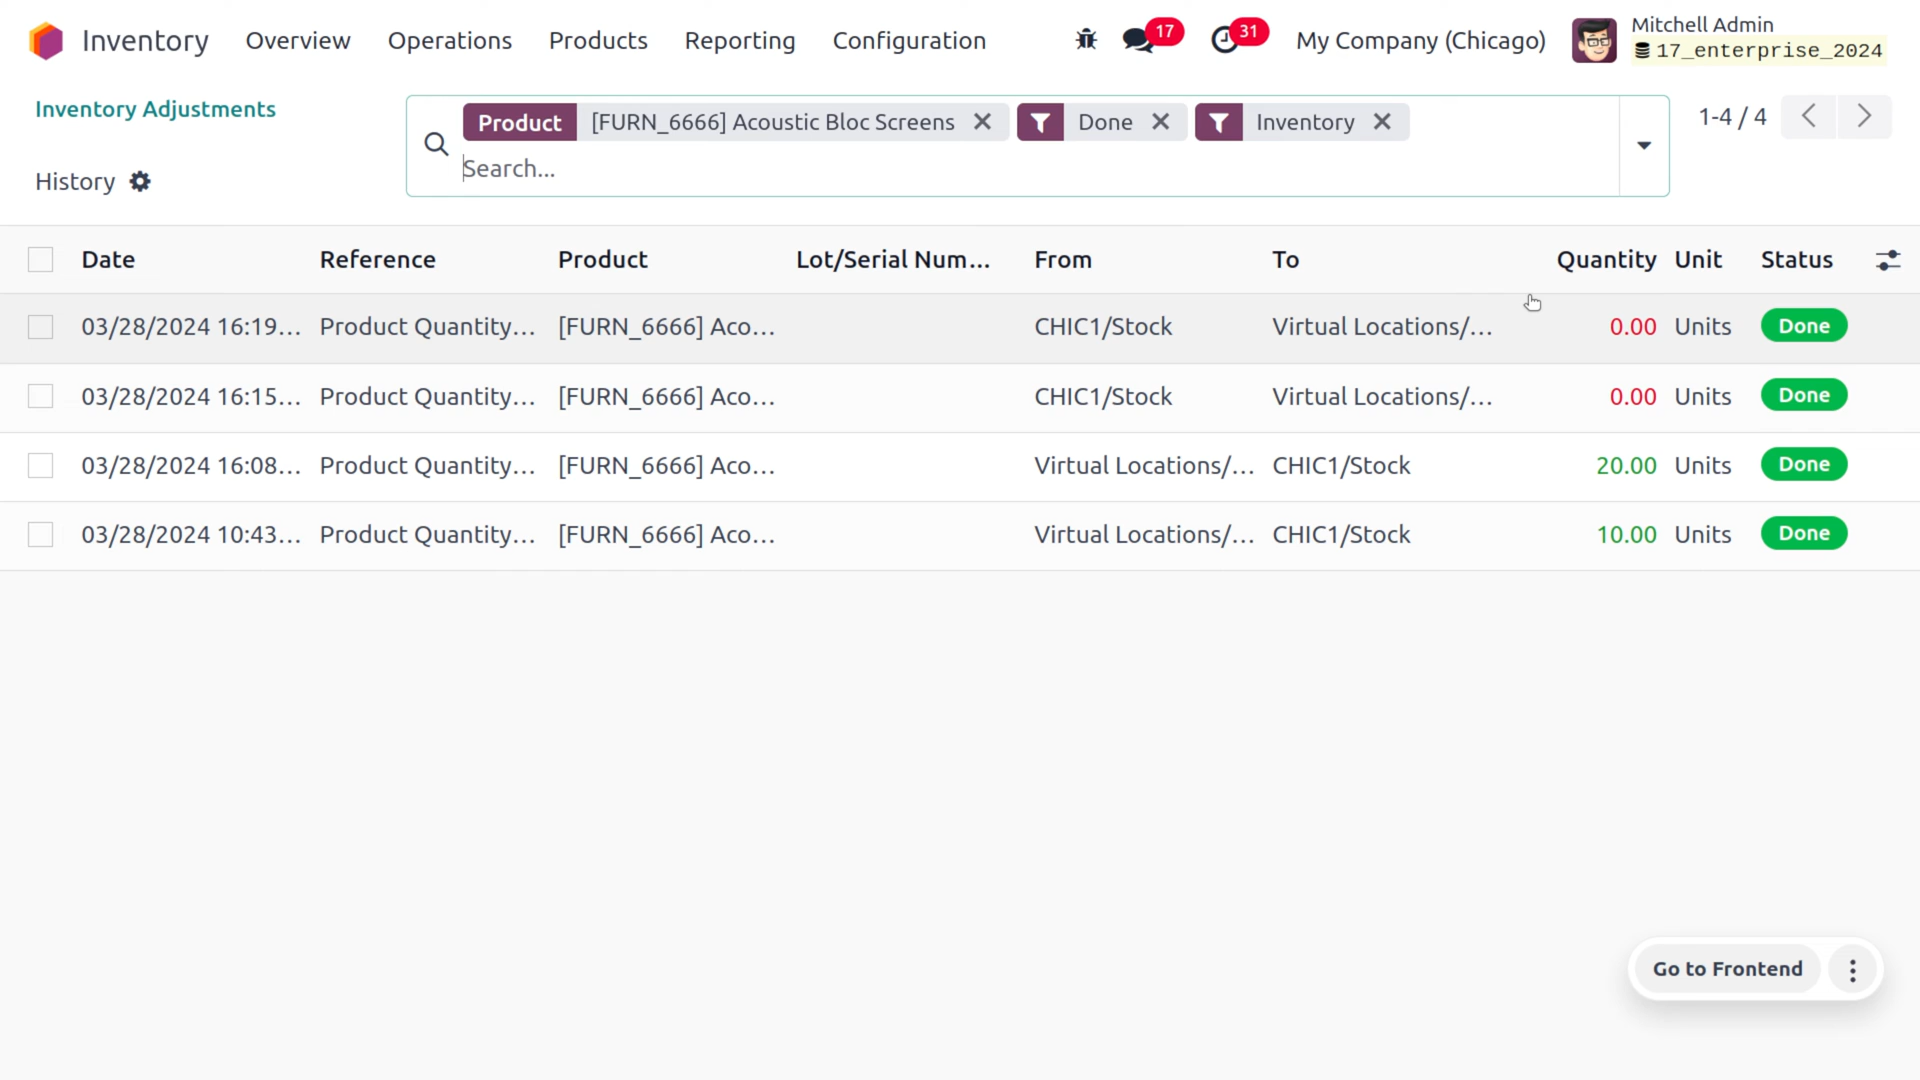 Inventory Overview Operations Products Reporting Configuration 17 31 My Company (Chicago) Mitchell Admin
17_enterprise_2024
Inventory Adjustments
History
Product [FURN_6666] Acoustic Bloc Screens Done Inventory
Search...
1-4 / 4
Date Reference Product Lot/Serial Num... From To Quantity Unit Status
03/28/2024 16:19... Product Quantity... [FURN_6666] Aco... CHIC1/Stock Virtual Locations/... 0.00 Units Done
03/28/2024 16:15... Product Quantity... [FURN_6666] Aco... CHIC1/Stock Virtual Locations/... 0.00 Units Done
03/28/2024 16:08... Product Quantity... [FURN_6666] Aco... Virtual Locations/... CHIC1/Stock 20.00 Units Done
03/28/2024 10:43... Product Quantity... [FURN_6666] Aco... Virtual Locations/... CHIC1/Stock 10.00 Units Done
Go to Frontend